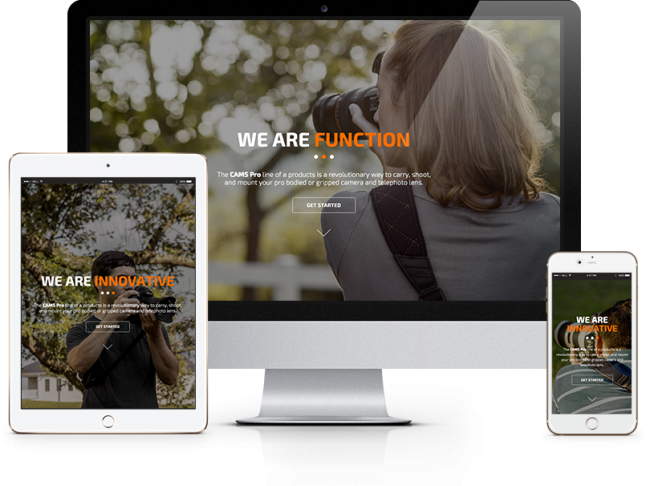 WE ARE FUNCTION
The CAMS Pro line of a products is a revolutionary way to carry, shoot,
and mount your pro bodied or gripped camera and telephoto lens.
GET STARTED
WE ARE INNOVATIVE
The CAMS Pro line of a products is a revolutionary way to carry, shoot,
and mount your pro bodied or gripped camera and telephoto lens.
GET STARTED
WE ARE
INNOVATIVE
The CAMS Pro line of a products is a
revolutionary way to carry, shoot, and mount
your pro bodied or gripped camera and
telephoto lens.
GET STARTED